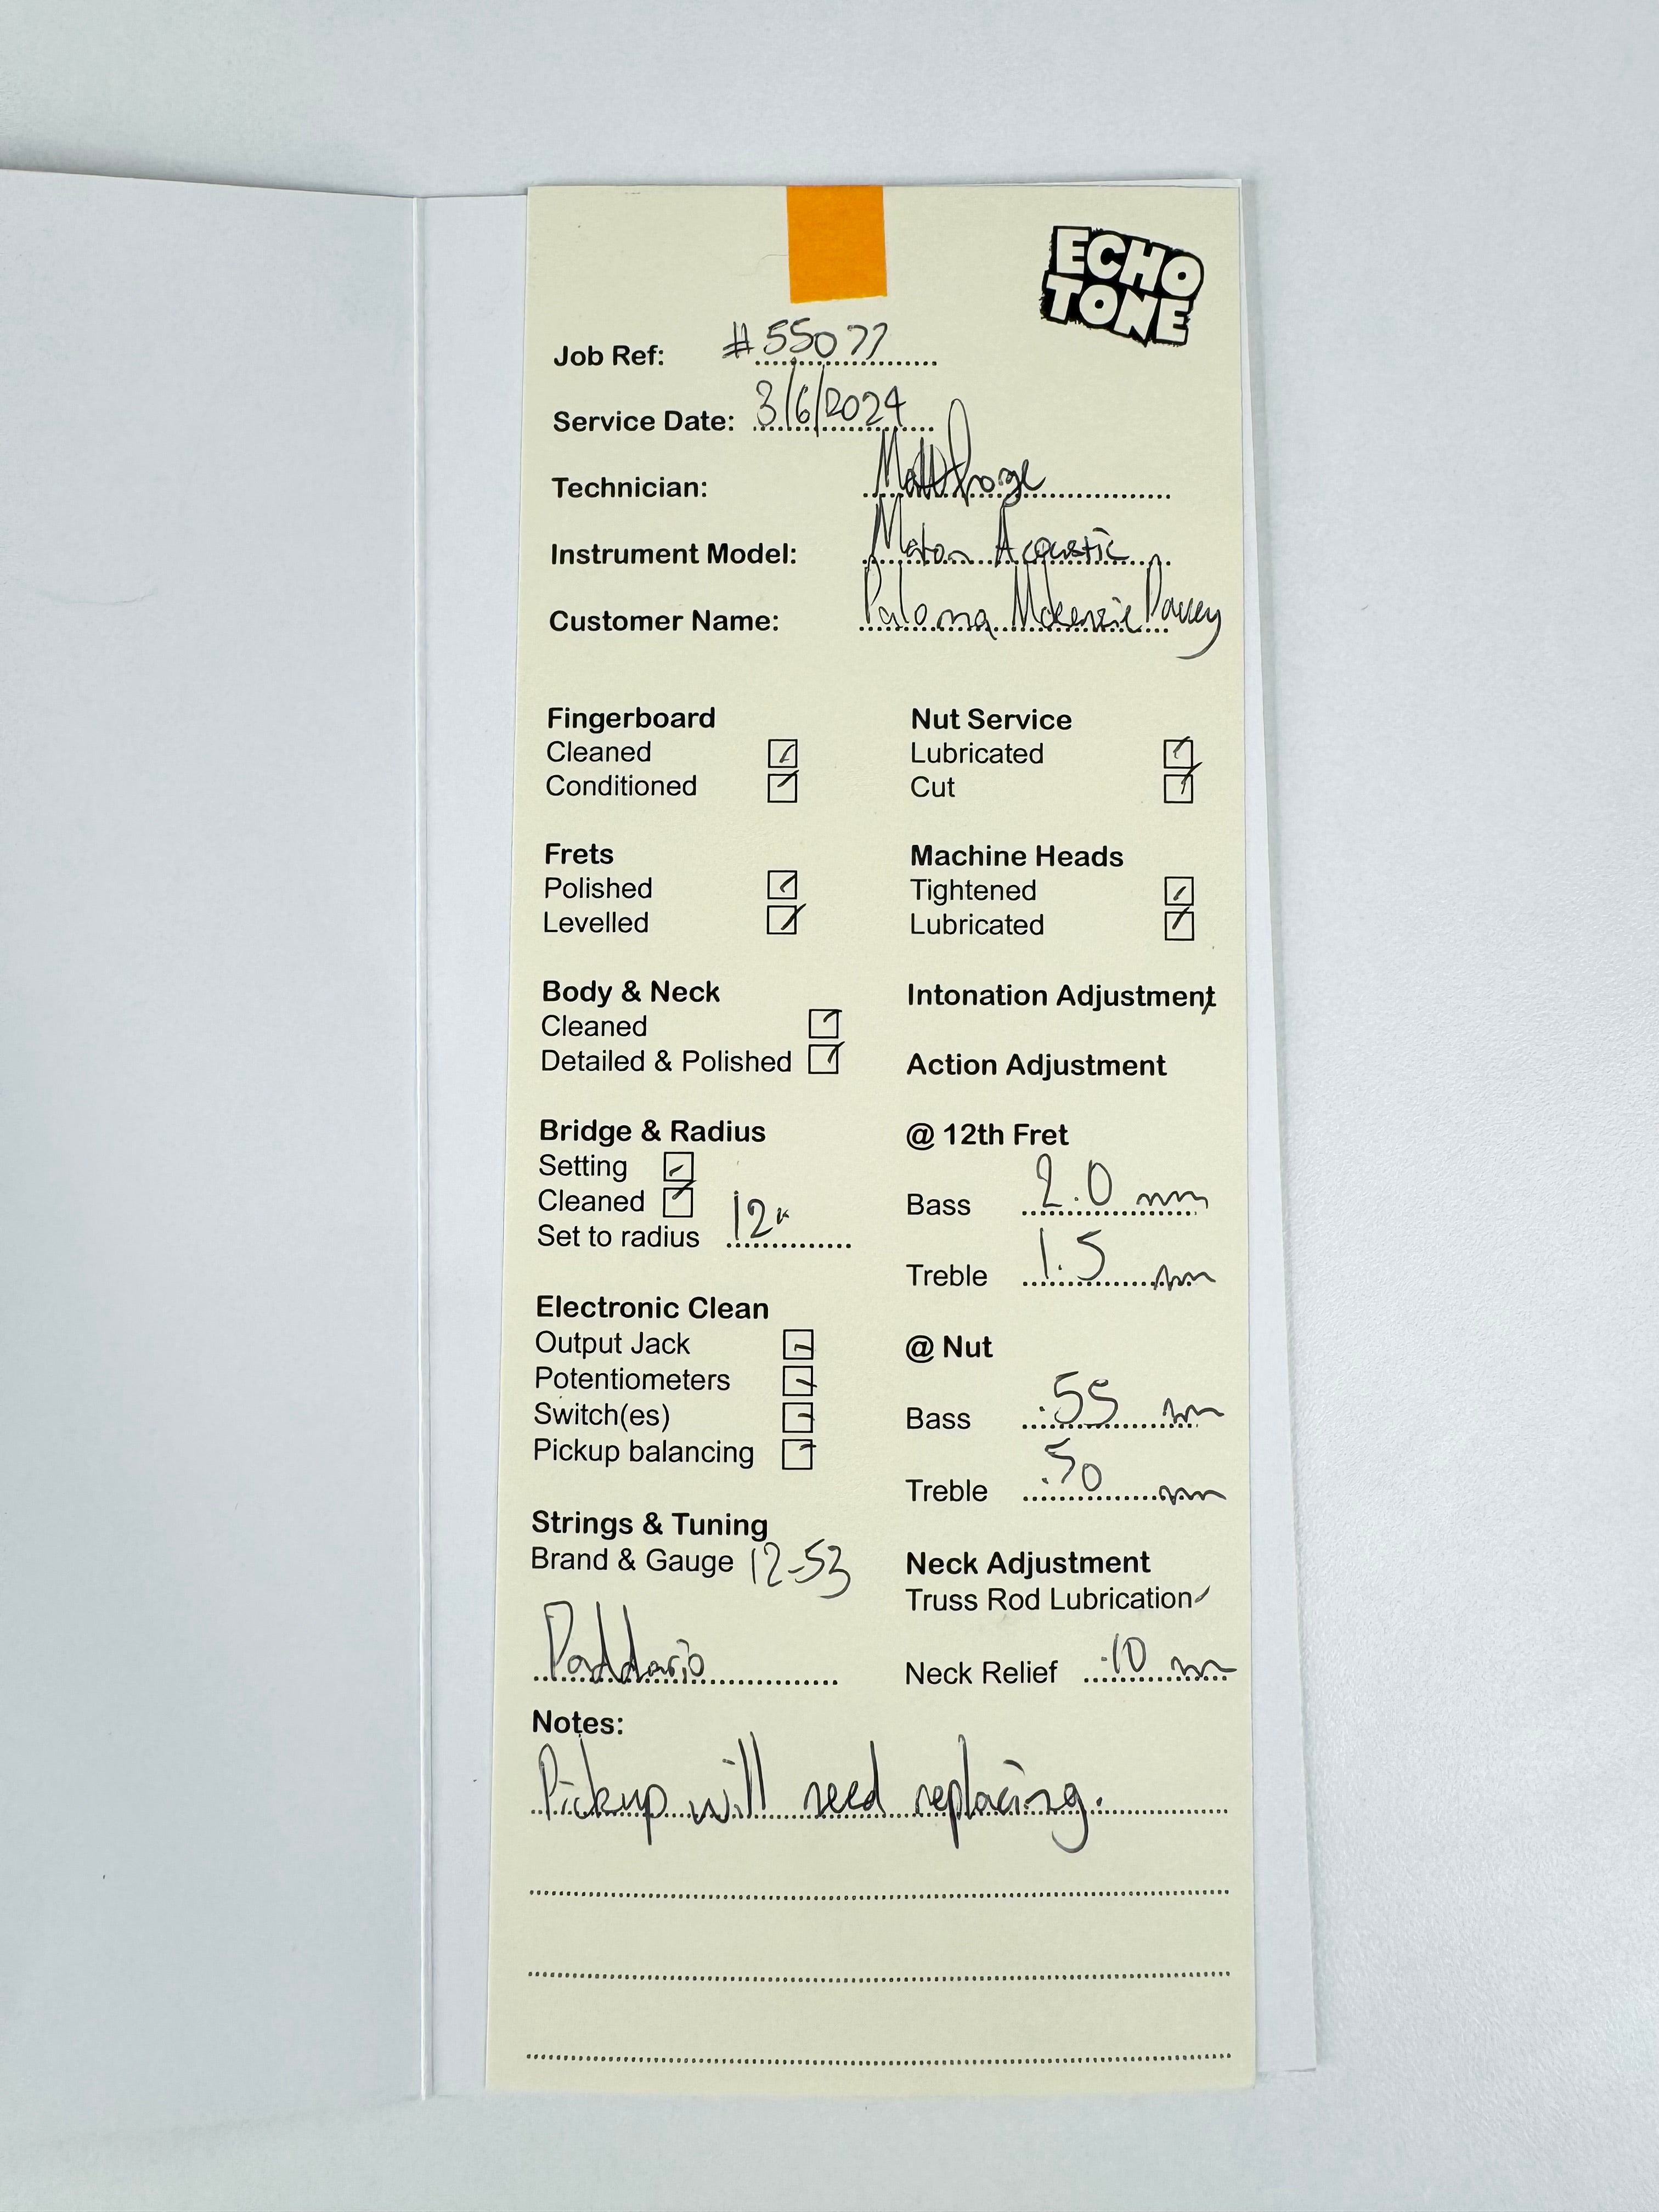 ECHO
TONE
Job Ref: #55077
Service Date: 3/6/2024
Technician: Matt
Instrument Model: Maton Acoustic
Customer Name: Paloma Mckenzie Davey
Fingerboard
Cleaned
Conditioned
Frets
Polished
Levelled
Body & Neck
Cleaned
Detailed & Polished
Bridge & Radius
Setting
Cleaned
Set to radius 12"
Electronic Clean
Output Jack
Potentiometers
Switch(es)
Pickup balancing
Strings & Tuning
Brand & Gauge 12-53
Daddario
Nut Service
Lubricated
Cut
Machine Heads
Tightened
Lubricated
Intonation Adjustment
Action Adjustment
@ 12th Fret
Bass 2.0 mm
Treble 1.5 mm
@ Nut
Bass .55 mm
Treble .50 mm
Neck Adjustment
Truss Rod Lubrication
Neck Relief .10 mm
Notes:
Pickup will need replacing.